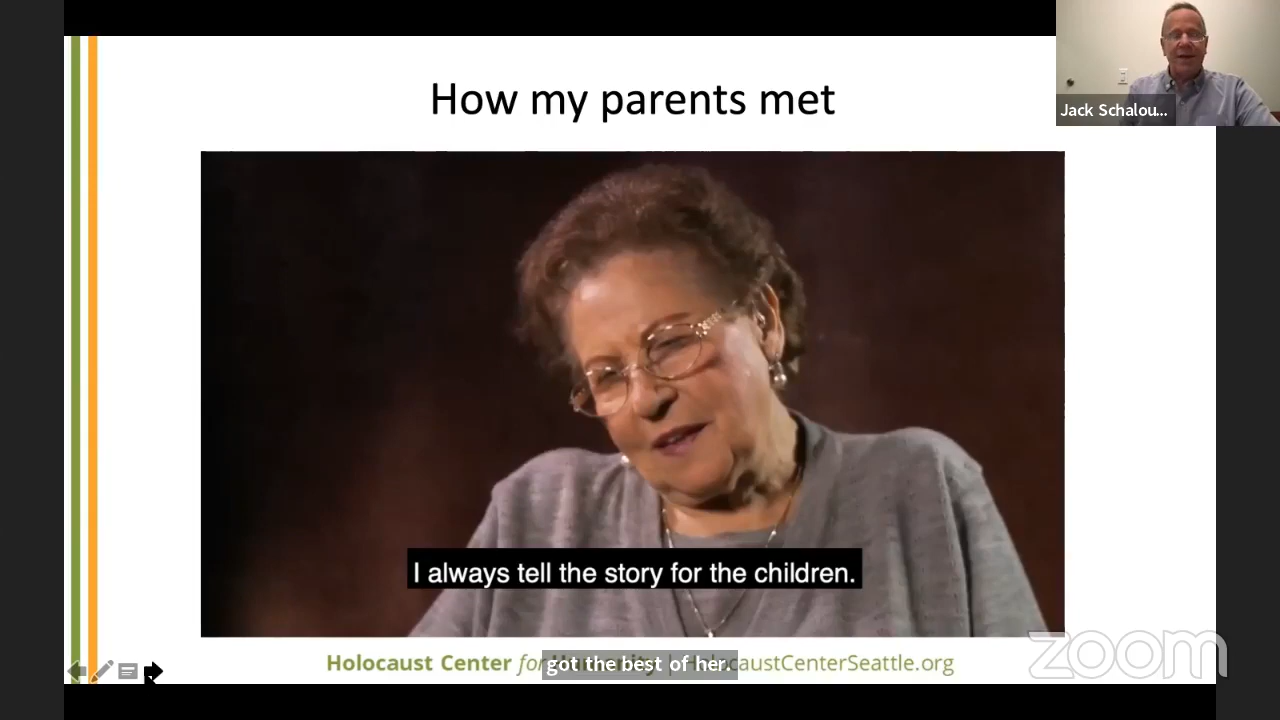 How my parents met
Jack Schalou...
I always tell the story for the children.
Holocaust Center for | HolocaustCenterSeattle.org
got the best of her.
zoom